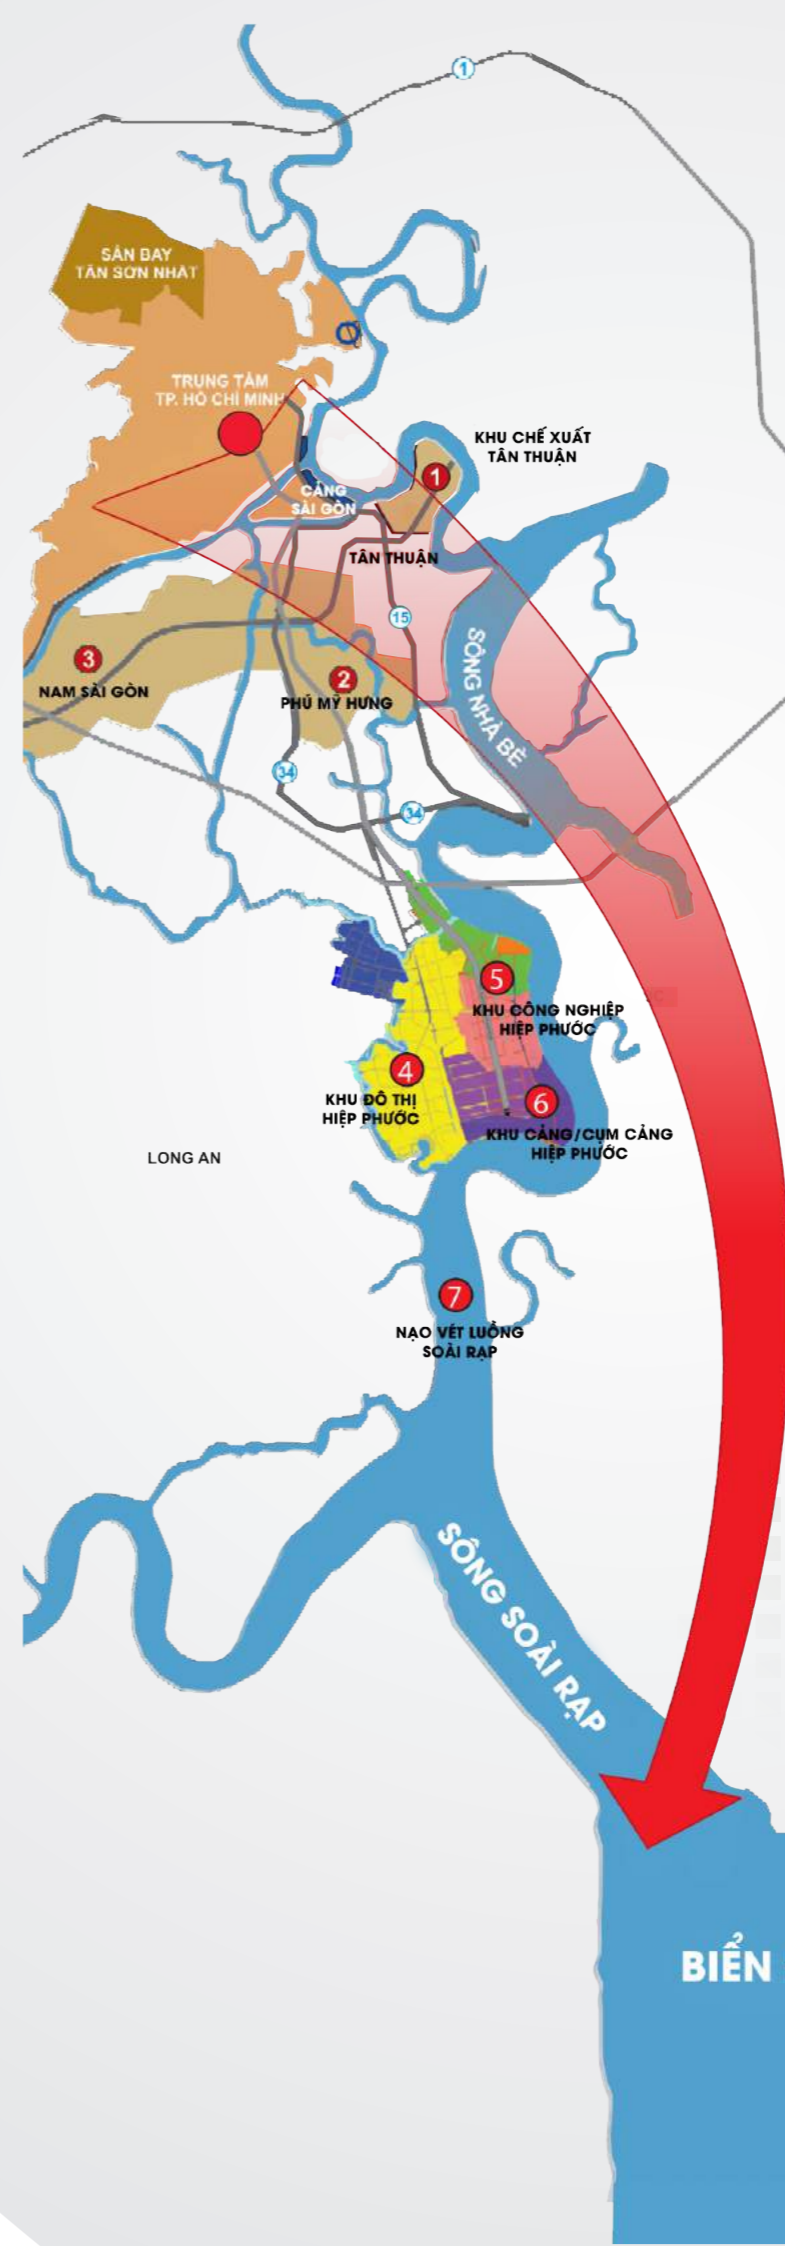 1
SÂN BAY
TÂN SƠN NHẤT
TRUNG TÂM
TP. HỒ CHÍ MINH
KHU CHẾ XUẤT
TÂN THUẬN
1
CẢNG
SÀI GÒN
TÂN THUẬN
15
SÔNG NHÀ BÈ
3
NAM SÀI GÒN
2
PHÚ MỸ HƯNG
34
34
5
KHU CÔNG NGHIỆP
HIỆP PHƯỚC
4
KHU ĐÔ THỊ
HIỆP PHƯỚC
6
KHU CẢNG/CỤM CẢNG
HIỆP PHƯỚC
LONG AN
7
NẠO VÉT LUỒNG
SOÀI RẠP
SÔNG SOÀI RẠP
BIỂN